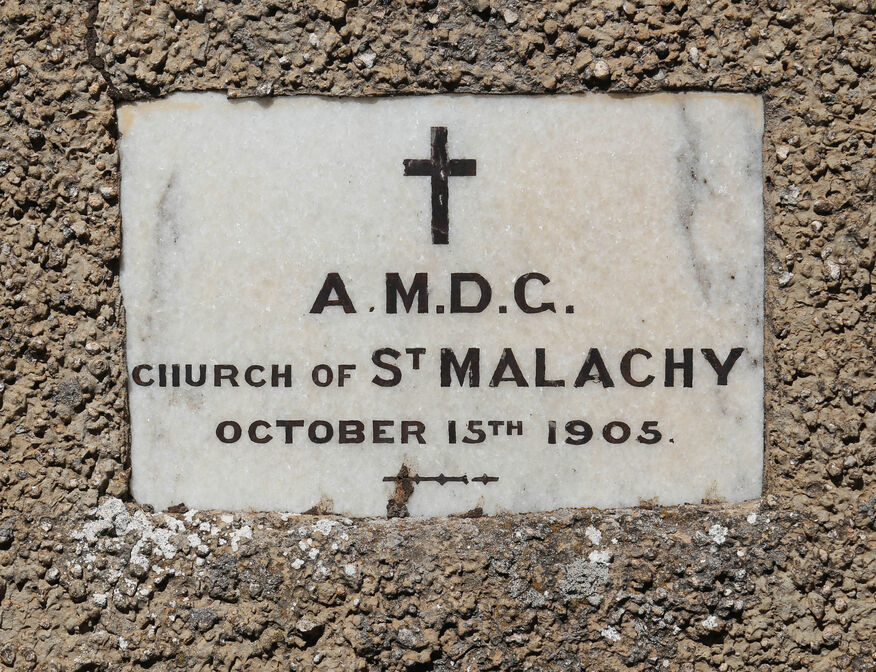 A.M.D.G.
CHURCH OF ST MALACHY
OCTOBER 15TH 1905.